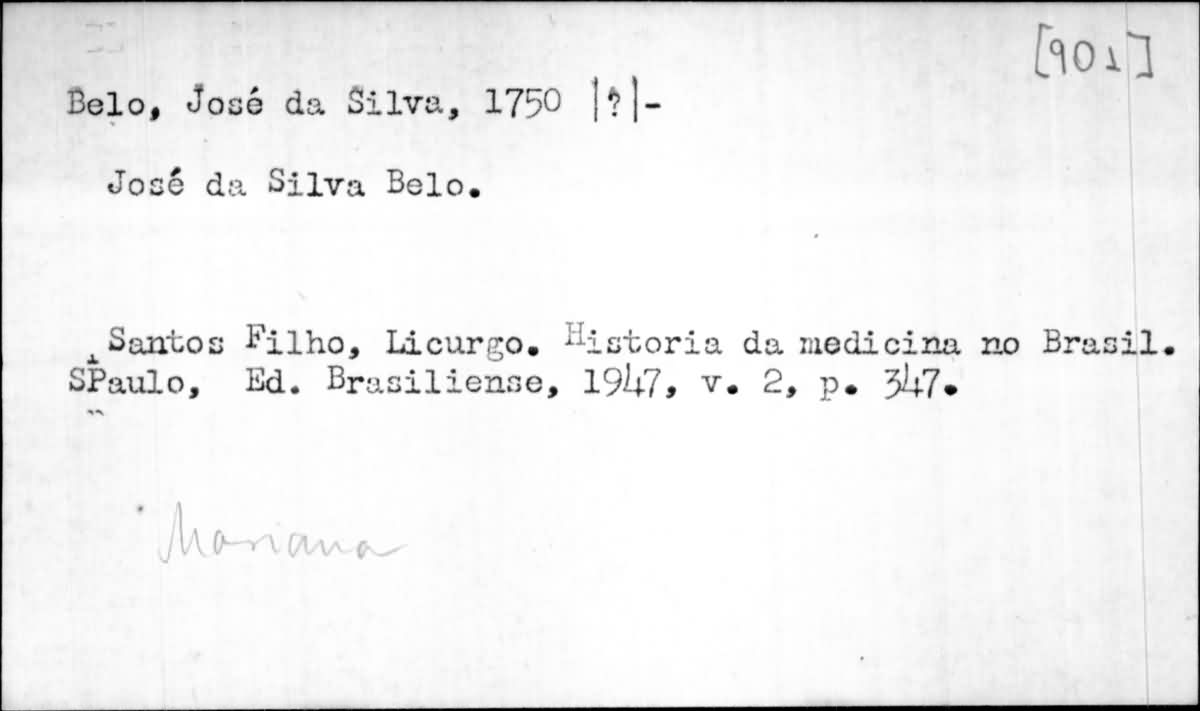 [901]
Belo, José da Silva, 1750 |?|-
José da Silva Belo.
Santos Filho, Licurgo. Historia da medicina no Brasil.
SPaulo, Ed. Brasiliense, 1947, v. 2, p. 347.
Mariana